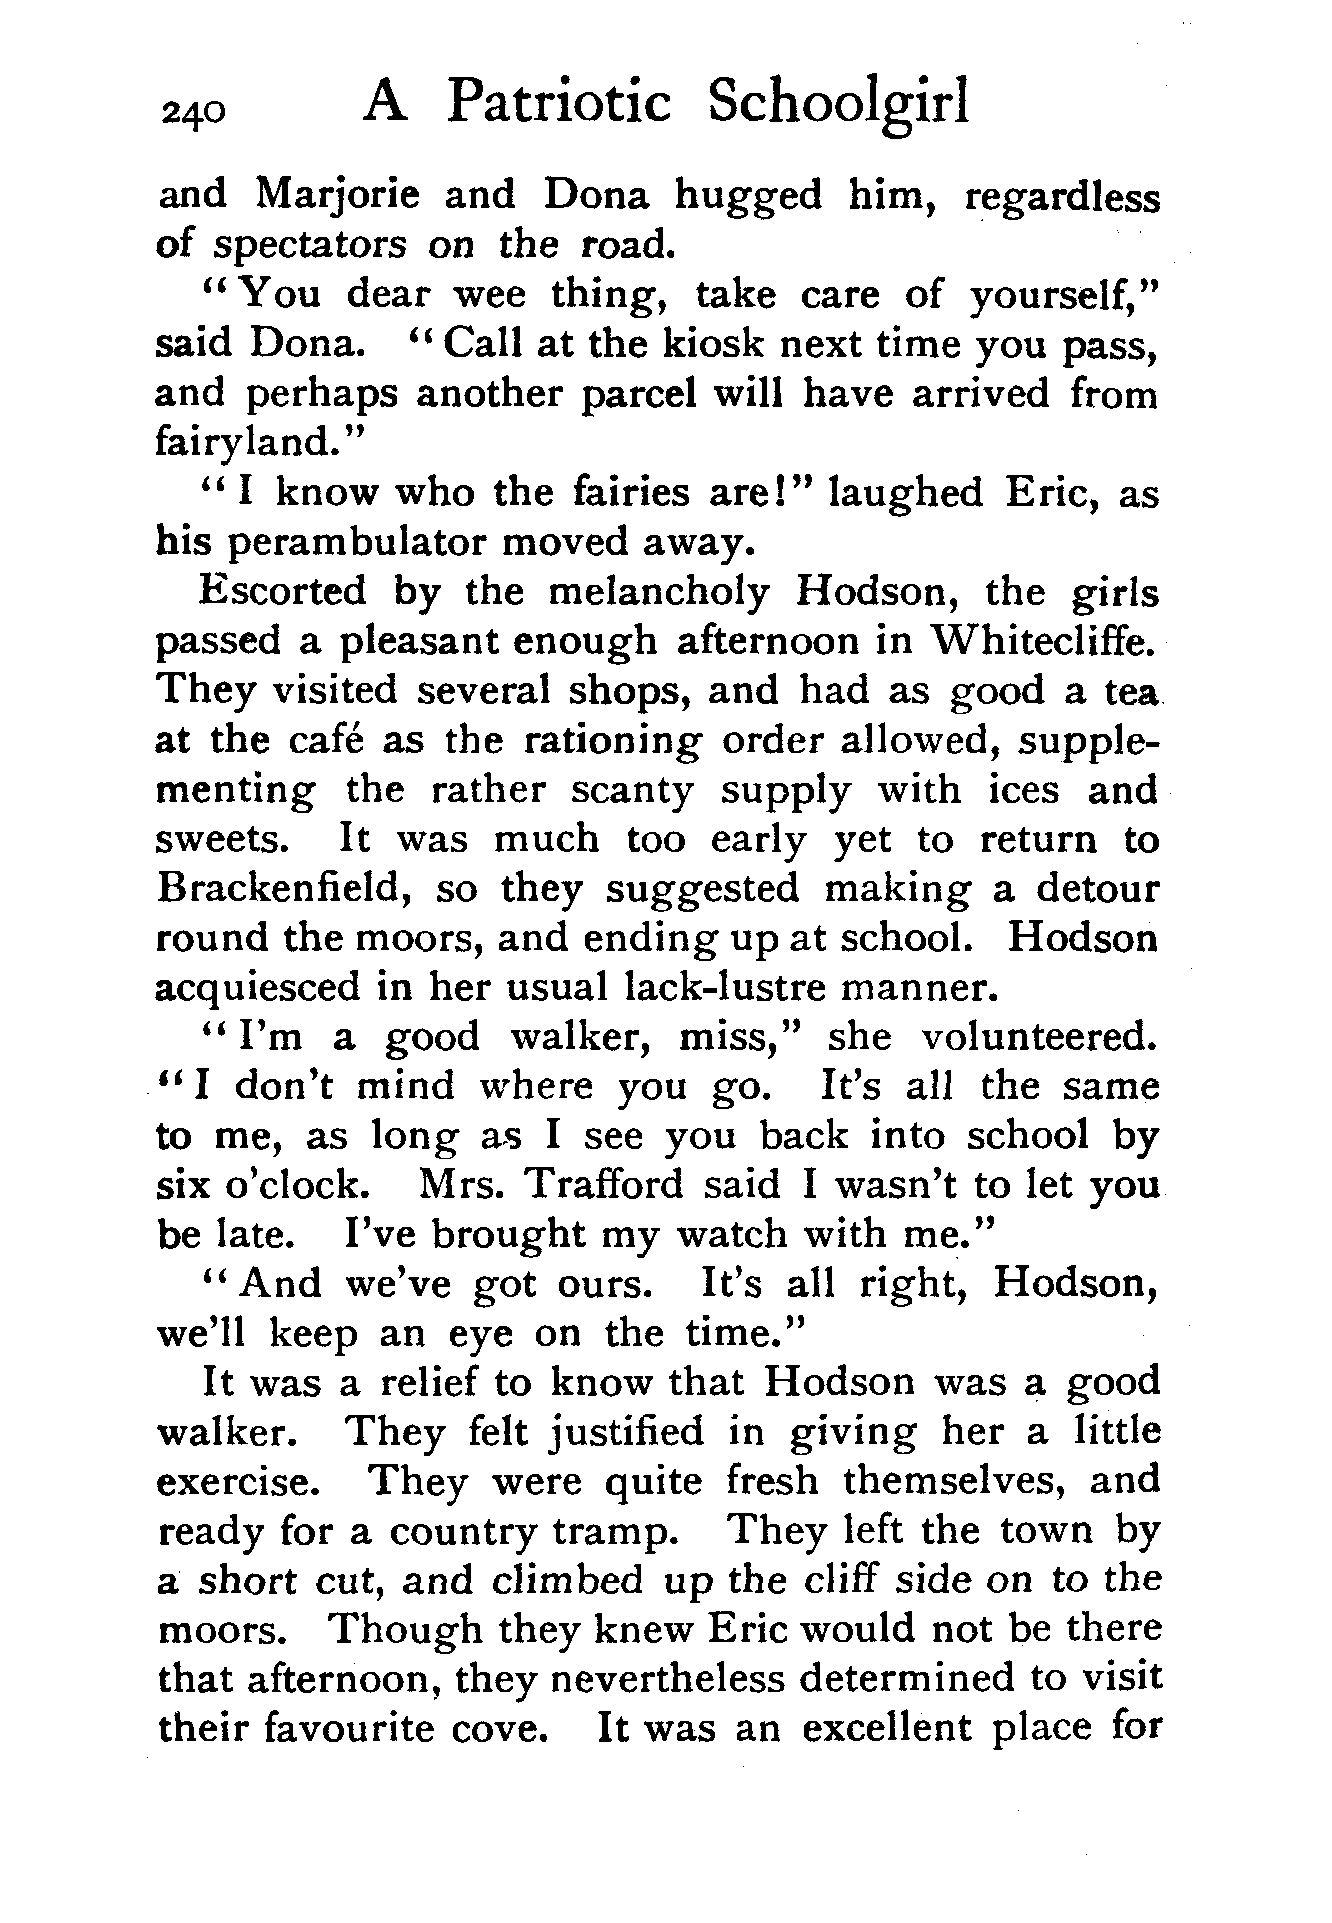 240 A Patriotic Schoolgirl
and Marjorie and Dona hugged him, regardless
of spectators on the road.
"You dear wee thing, take care of yourself,"
said Dona. "Call at the kiosk next time you pass,
and perhaps another parcel will have arrived from
fairyland."
"I know who the fairies are!" laughed Eric, as
his perambulator moved away.
Escorted by the melancholy Hodson, the girls
passed a pleasant enough afternoon in Whitecliffe.
They visited several shops, and had as good a tea
at the café as the rationing order allowed, supple-
menting the rather scanty supply with ices and
sweets. It was much too early yet to return to
Brackenfield, so they suggested making a detour
round the moors, and ending up at school. Hodson
acquiesced in her usual lack-lustre manner.
"I'm a good walker, miss," she volunteered.
"I don't mind where you go. It's all the same
to me, as long as I see you back into school by
six o'clock. Mrs. Trafford said I wasn't to let you
be late. I've brought my watch with me."
"And we've got ours. It's all right, Hodson,
we'll keep an eye on the time."
It was a relief to know that Hodson was a good
walker. They felt justified in giving her a little
exercise. They were quite fresh themselves, and
ready for a country tramp. They left the town by
a short cut, and climbed up the cliff side on to the
moors. Though they knew Eric would not be there
that afternoon, they nevertheless determined to visit
their favourite cove. It was an excellent place for